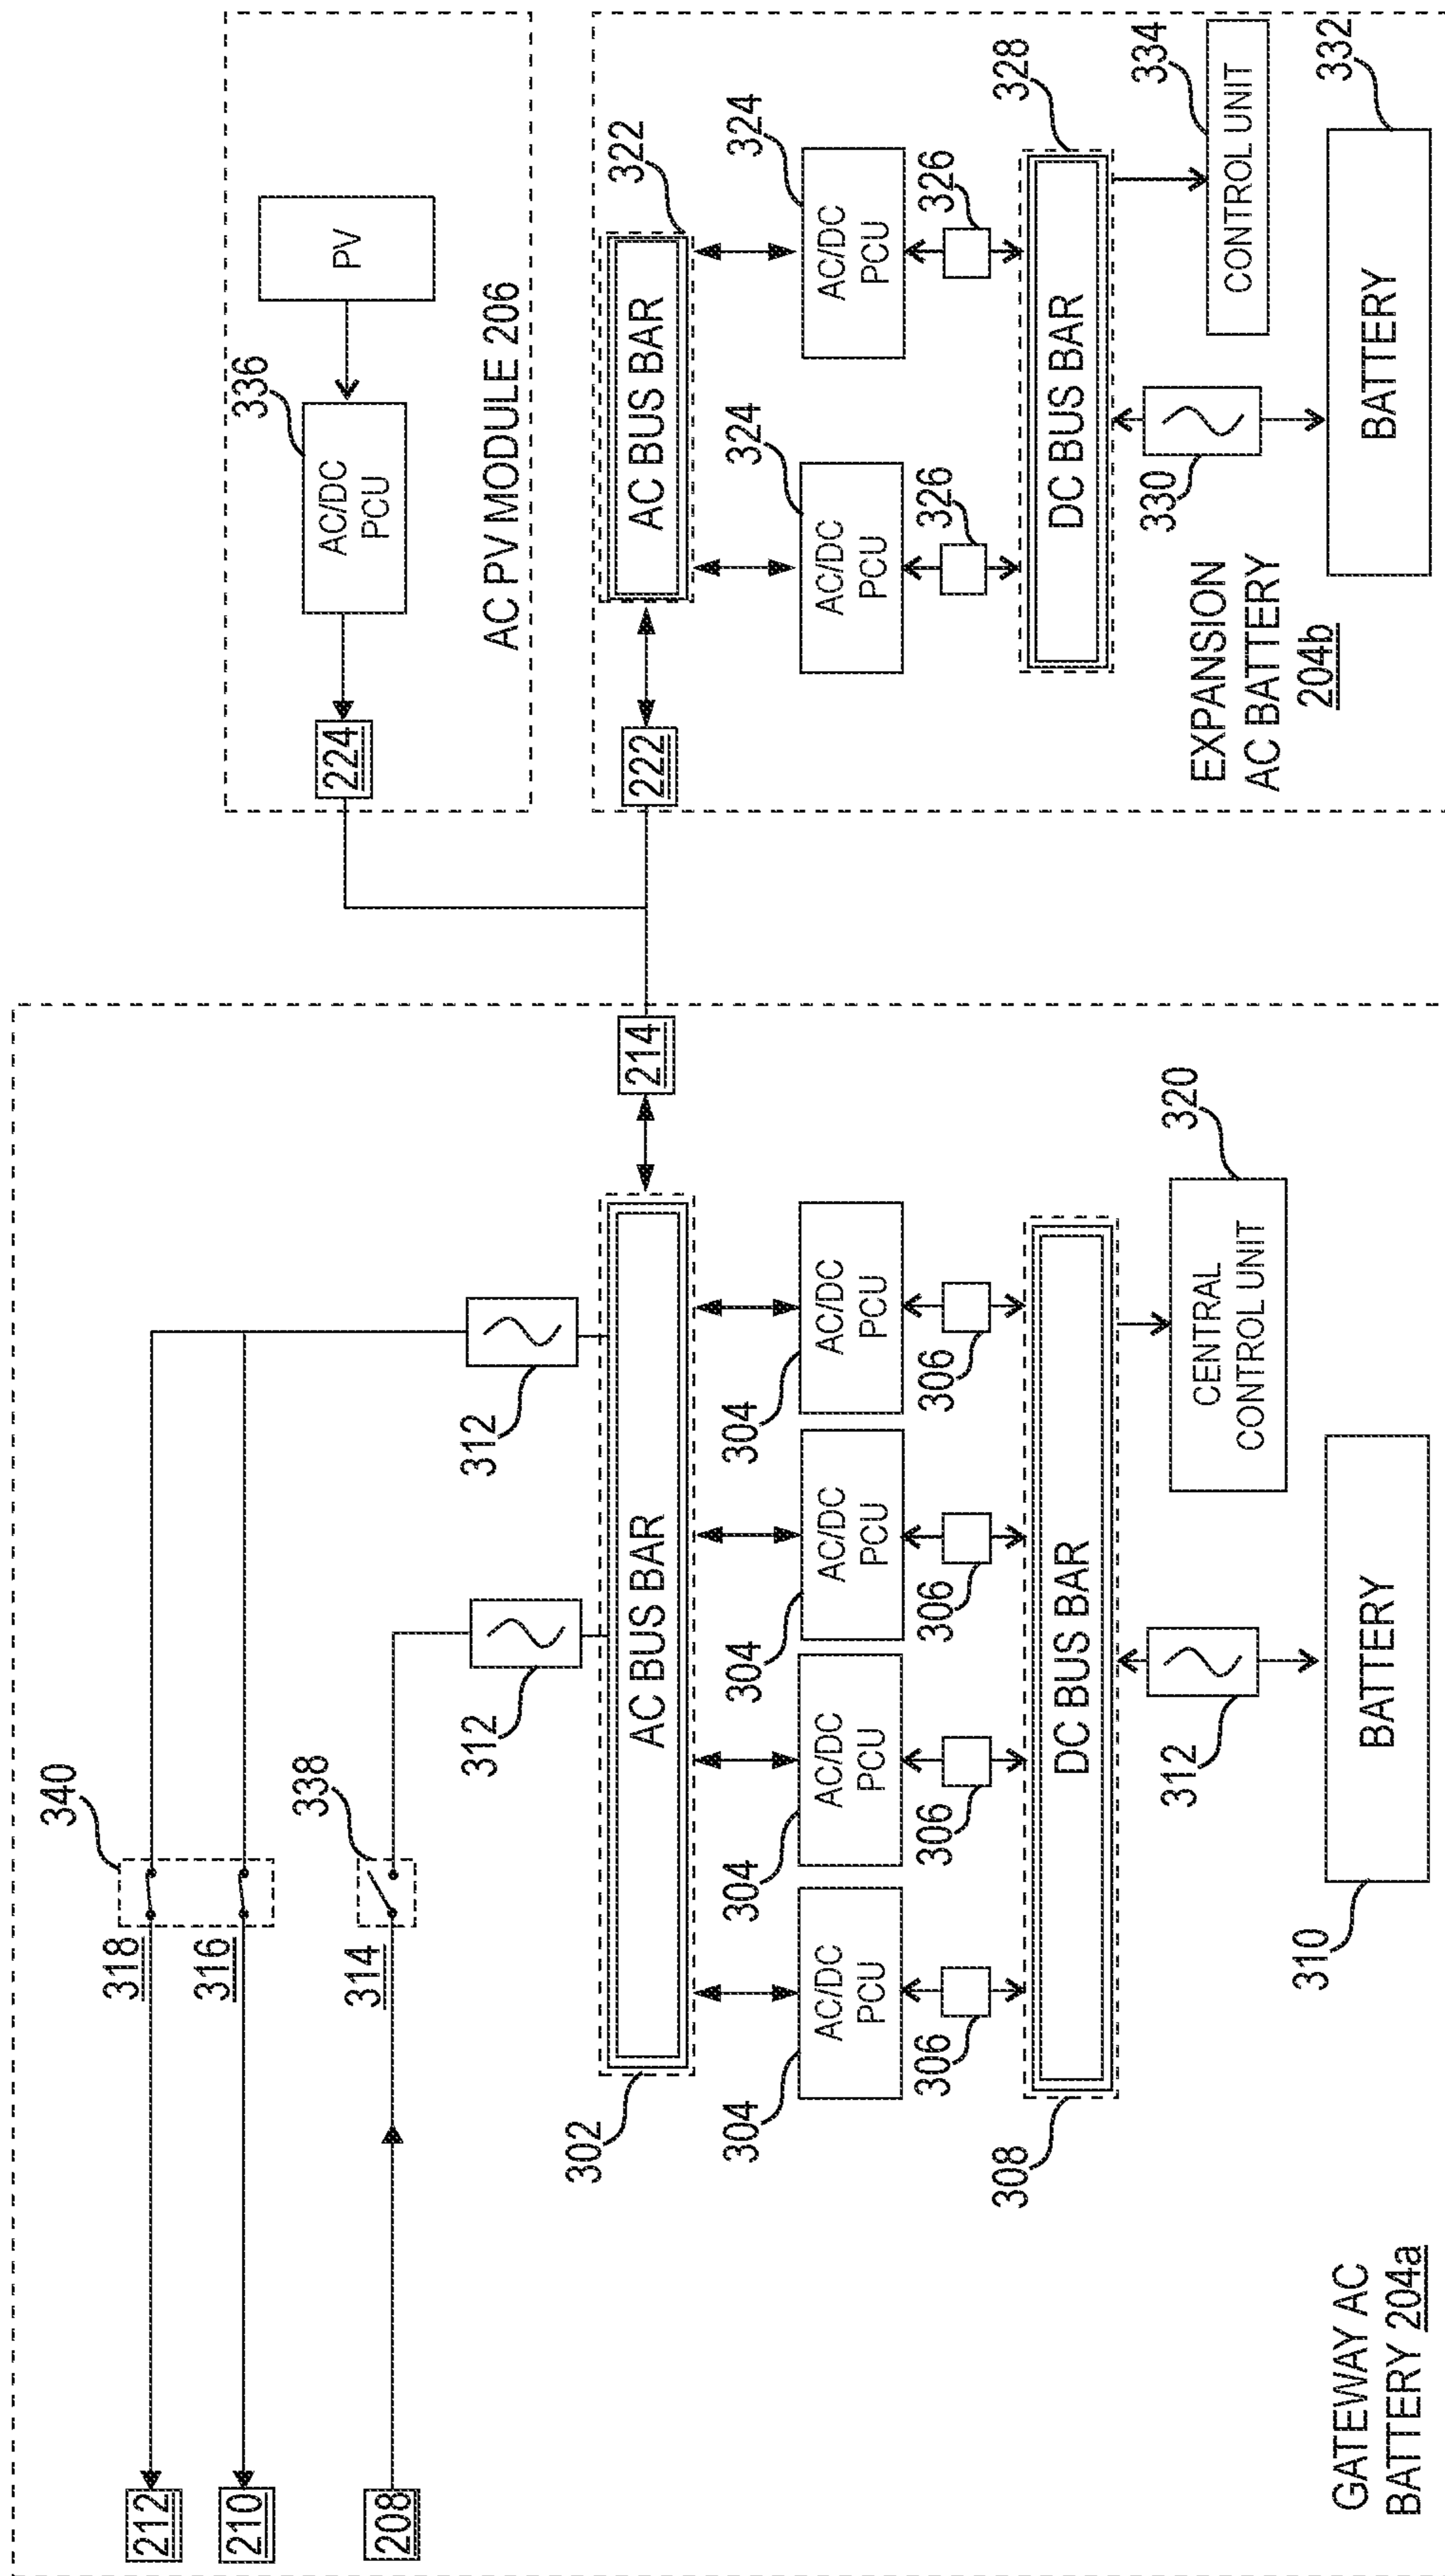 212
210
208
318
316
314
340
338
312
312
AC BUS BAR
302
214
304
304
304
304
AC/DC
PCU
AC/DC
PCU
AC/DC
PCU
AC/DC
PCU
306
306
306
306
DC BUS BAR
308
312
CENTRAL
CONTROL UNIT
320
BATTERY
310
GATEWAY AC
BATTERY 204a
224
336
AC/DC
PCU
PV
AC PV MODULE 206
222
AC BUS BAR
322
324
324
AC/DC
PCU
AC/DC
PCU
326
326
DC BUS BAR
328
330
334
CONTROL UNIT
BATTERY
332
EXPANSION
AC BATTERY
204b